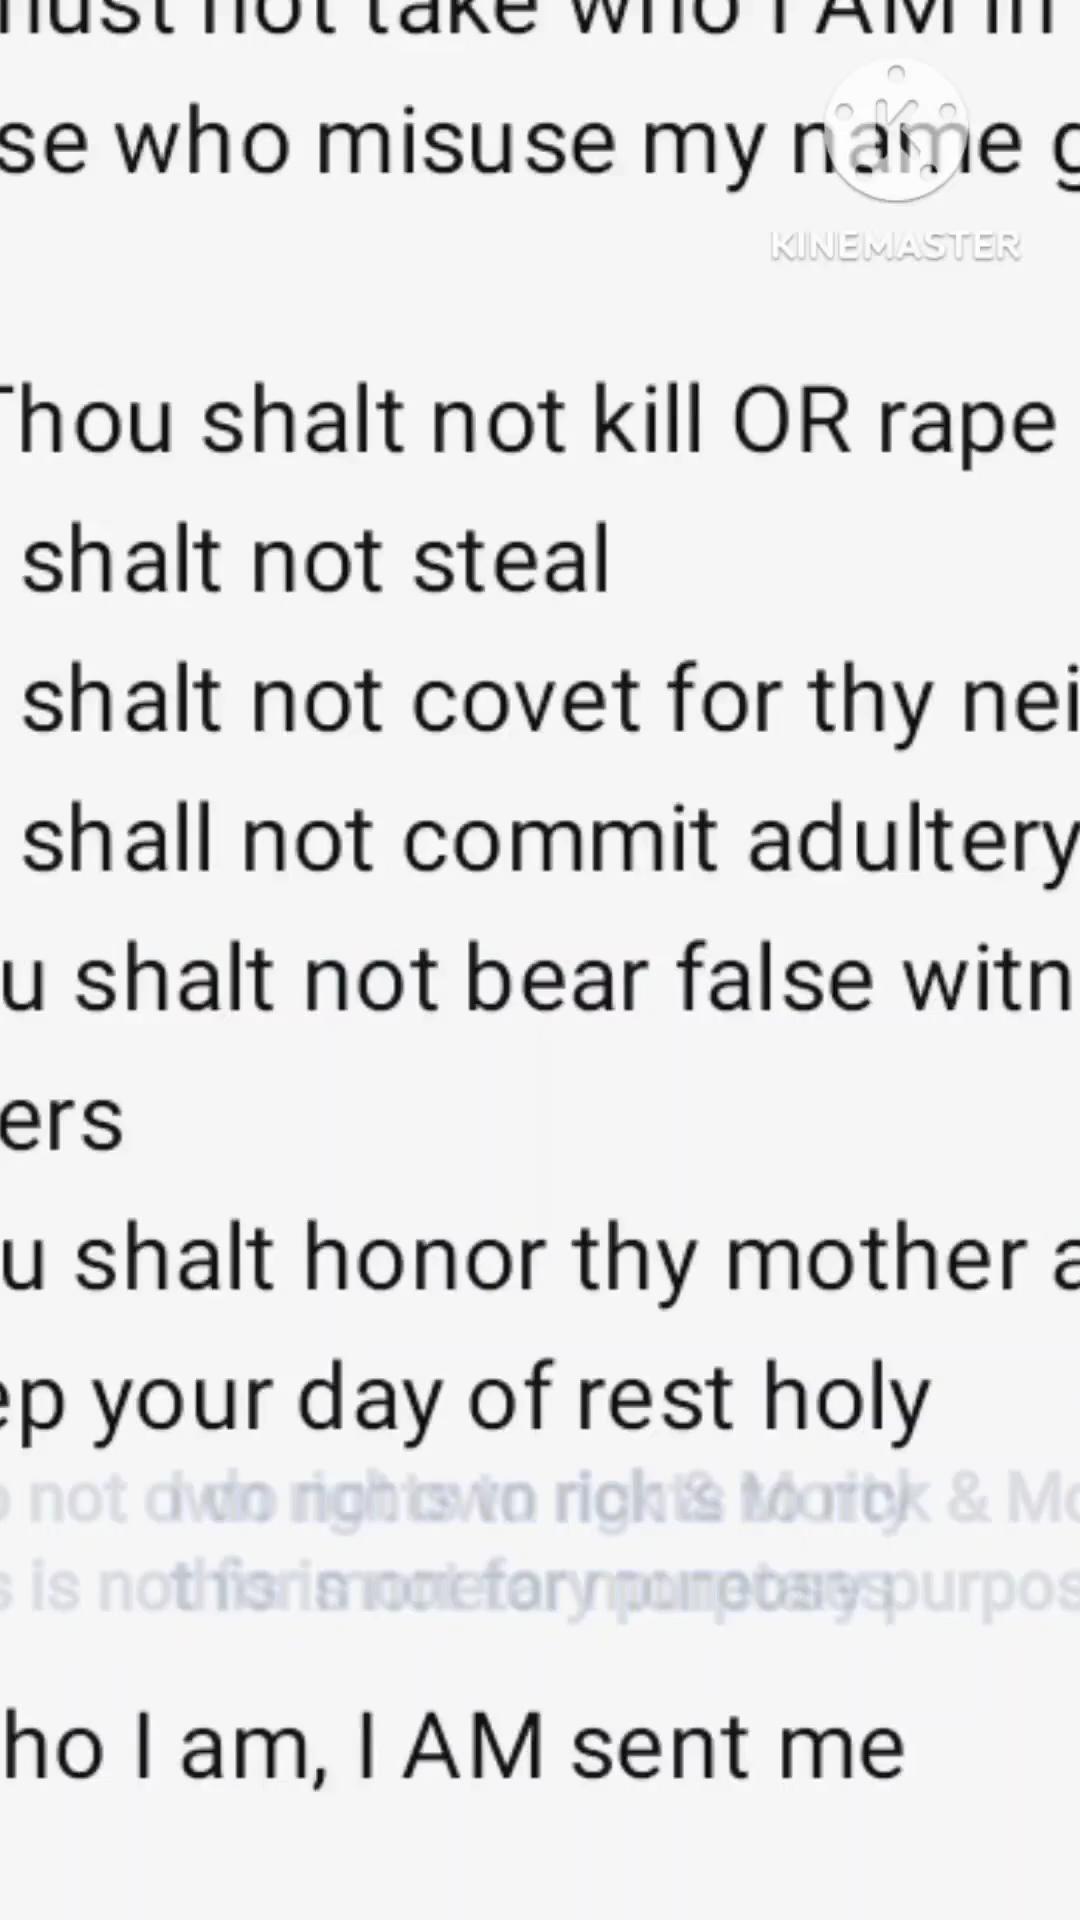 must not take who I AM in
se who misuse my name g
KINEMASTER
Thou shalt not kill OR rape
shalt not steal
shalt not covet for thy nei
shall not commit adultery
u shalt not bear false witn
ers
u shalt honor thy mother a
ep your day of rest holy
ho I am, I AM sent me